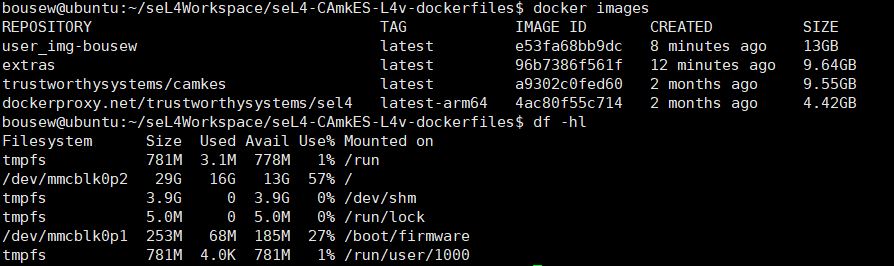 bousew@ubuntu:~/seL4Workspace/seL4-CAmkES-L4v-dockerfiles$ docker images
REPOSITORY TAG IMAGE ID CREATED SIZE
user_img-bousew latest e53fa68bb9dc 8 minutes ago 13GB
extras latest 96b7386f561f 12 minutes ago 9.64GB
trustworthysystems/camkes latest a9302c0fed60 2 months ago 9.55GB
dockerproxy.net/trustworthysystems/sel4 latest-arm64 4ac80f55c714 2 months ago 4.42GB
bousew@ubuntu:~/seL4Workspace/seL4-CAmkES-L4v-dockerfiles$ df -hl
Filesystem Size Used Avail Use% Mounted on
tmpfs 781M 3.1M 778M 1% /run
/dev/mmcblk0p2 29G 16G 13G 57% /
tmpfs 3.9G 0 3.9G 0% /dev/shm
tmpfs 5.0M 0 5.0M 0% /run/lock
/dev/mmcblk0p1 253M 68M 185M 27% /boot/firmware
tmpfs 781M 4.0K 781M 1% /run/user/1000